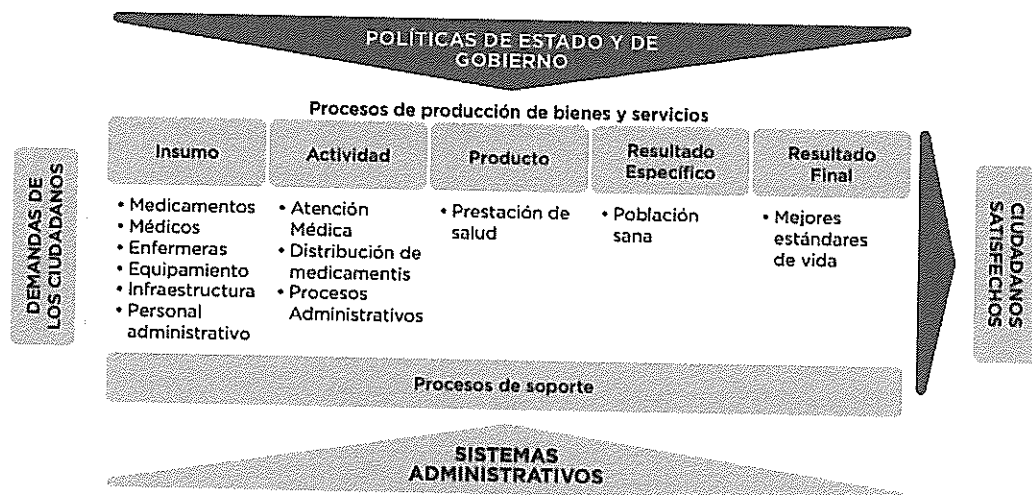 POLÍTICAS DE ESTADO Y DE
GOBIERNO
Procesos de producción de bienes y servicios
DEMANDAS DE
LOS CIUDADANOS
Insumo
• Medicamentos
• Médicos
• Enfermeras
• Equipamiento
• Infraestructura
• Personal
administrativo
Actividad
• Atención
Médica
• Distribución de
medicamentis
• Procesos
Administrativos
Producto
• Prestación de
salud
Resultado
Específico
• Población
sana
Resultado
Final
• Mejores
estándares
de vida
CIUDADANOS
SATISFECHOS
Procesos de soporte
SISTEMAS
ADMINISTRATIVOS